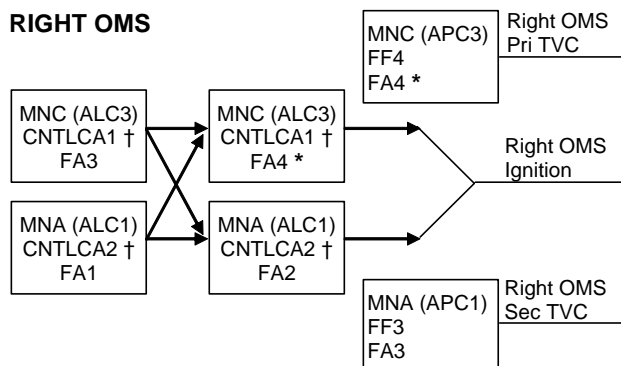 RIGHT OMS
MNC (APC3)
FF4
FA4 *
Right OMS
Pri TVC
MNC (ALC3)
CNTLCA1 †
FA3
MNC (ALC3)
CNTLCA1 †
FA4 *
Right OMS
Ignition
MNA (ALC1)
CNTLCA2 †
FA1
MNA (ALC1)
CNTLCA2 †
FA2
MNA (APC1)
FF3
FA3
Right OMS
Sec TVC